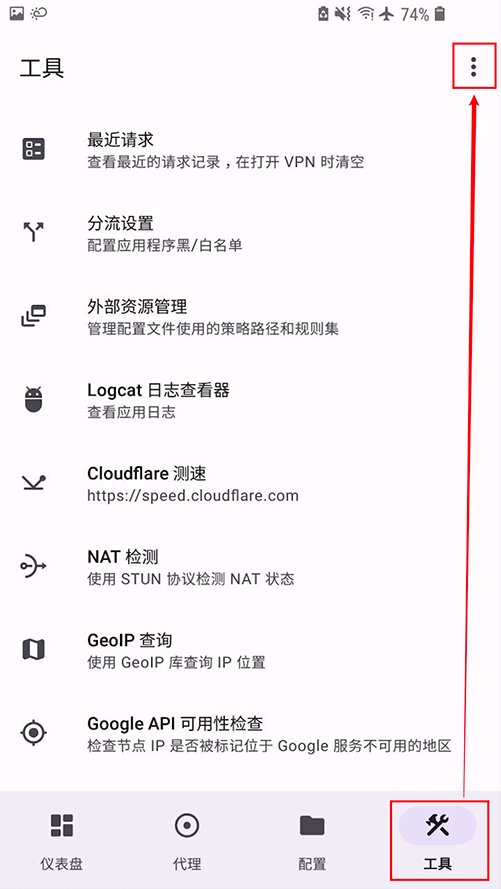 74%
工具
最近请求
查看最近的请求记录，在打开 VPN 时清空
分流设置
配置应用程序黑/白名单
外部资源管理
管理配置文件使用的策略路径和规则集
Logcat 日志查看器
查看应用日志
Cloudflare 测速
https://speed.cloudflare.com
NAT 检测
使用 STUN 协议检测 NAT 状态
GeoIP 查询
使用 GeoIP 库查询 IP 位置
Google API 可用性检查
检查节点 IP 是否被标记位于 Google 服务不可用的地区
仪表盘
代理
配置
工具